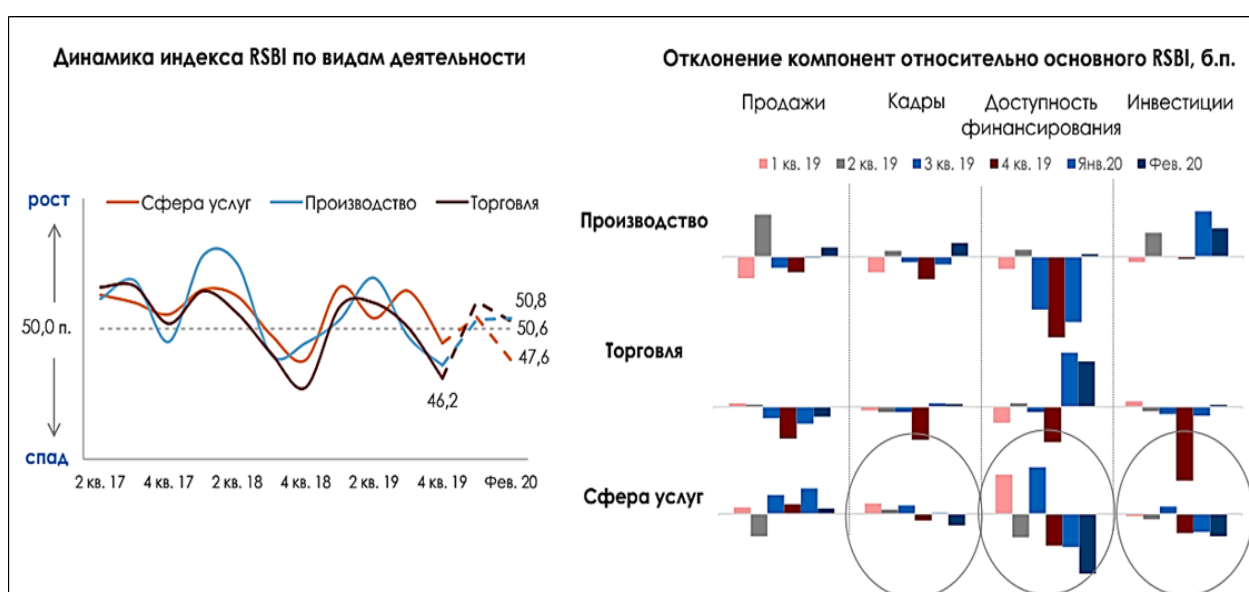 Динамика индекса RSBI по видам деятельности
рост
Сфера услуг
Производство
Торговля
50,0 п.
50,8
50,6
47,6
46,2
спад
2 кв. 17
4 кв. 17
2 кв. 18
4 кв. 18
2 кв. 19
4 кв. 19
Фев. 20
Отклонение компонент относительно основного RSBI, б.п.
Продажи
Кадры
Доступность
финансирования
Инвестиции
1 кв. 19
2 кв. 19
3 кв. 19
4 кв. 19
Янв.20
Фев. 20
Производство
Торговля
Сфера услуг